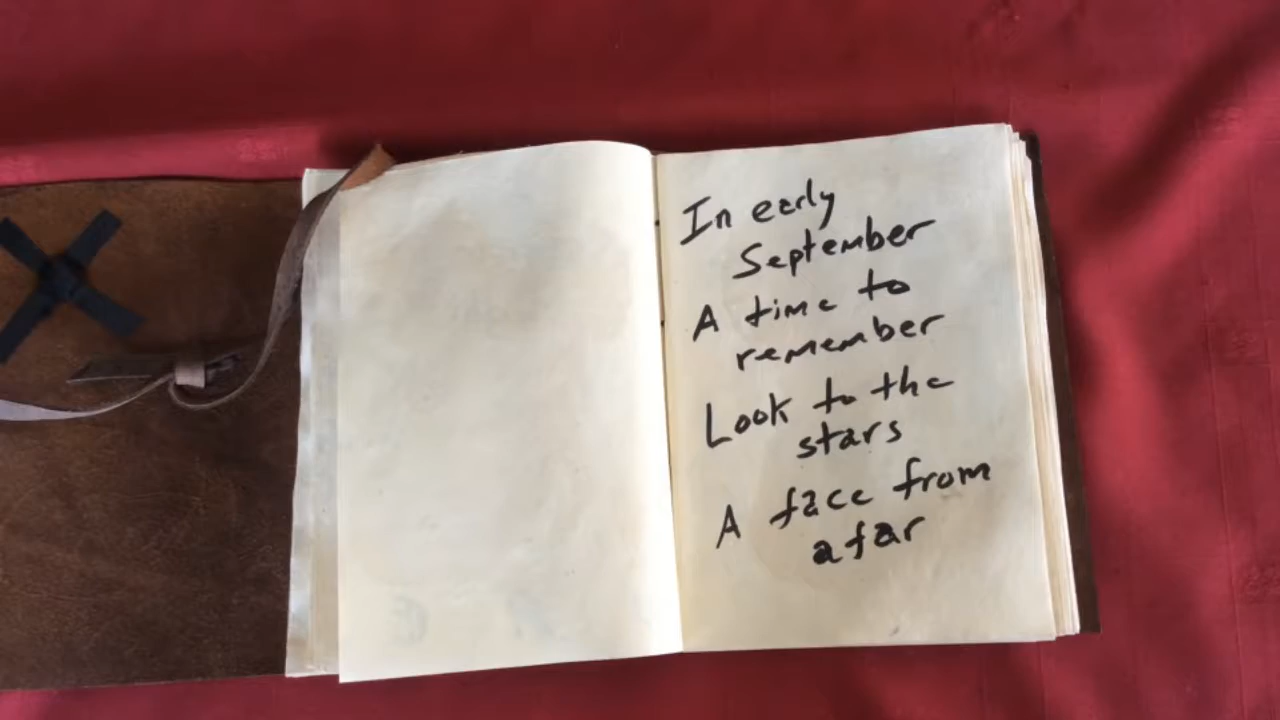 In early
September
A time to
remember
Look to the
stars
A face from
afar